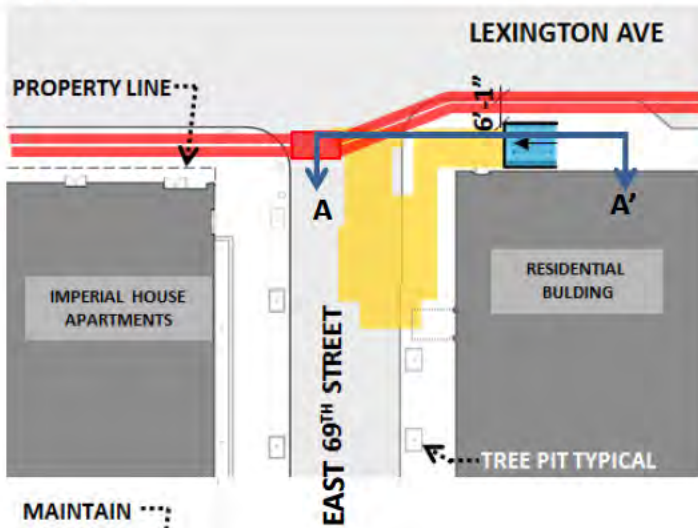 LEXINGTON AVE
PROPERTY LINE
6'-1"
A
A'
IMPERIAL HOUSE
APARTMENTS
RESIDENTIAL
BULDING
EAST 69TH STREET
TREE PIT TYPICAL
MAINTAIN